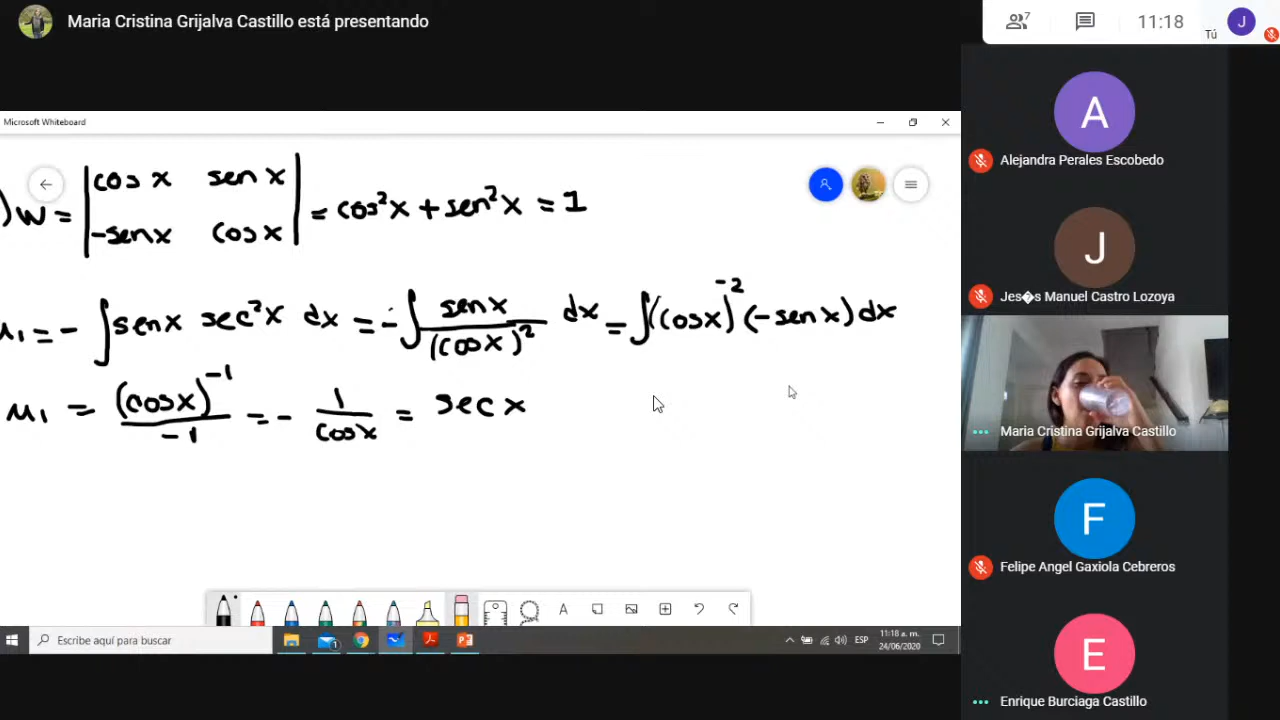 Maria Cristina Grijalva Castillo está presentando
7
11:18
J
Tú
Microsoft Whiteboard
) W = | cos x sen x | = cos²x + sen²x = 1
| -senx cosx |
u₁ = - ∫ senx sec²x dx = - ∫ senx / (cosx)² dx = ∫ (cosx)⁻² (-senx) dx
u₁ = (cosx)⁻¹ / -1 = - 1 / cosx = sec x
A
Alejandra Perales Escobedo
J
Jes�s Manuel Castro Lozoya
Maria Cristina Grijalva Castillo
F
Felipe Angel Gaxiola Cebreros
E
Enrique Burciaga Castillo
A
Escribe aquí para buscar
1
ESP
11:18 a. m.
24/06/2020